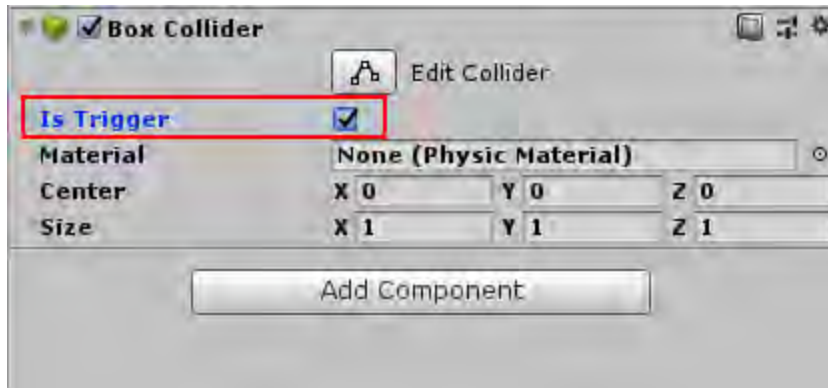 Box Collider
Edit Collider
Is Trigger
Material None (Physic Material)
Center X 0 Y 0 Z 0
Size X 1 Y 1 Z 1
Add Component